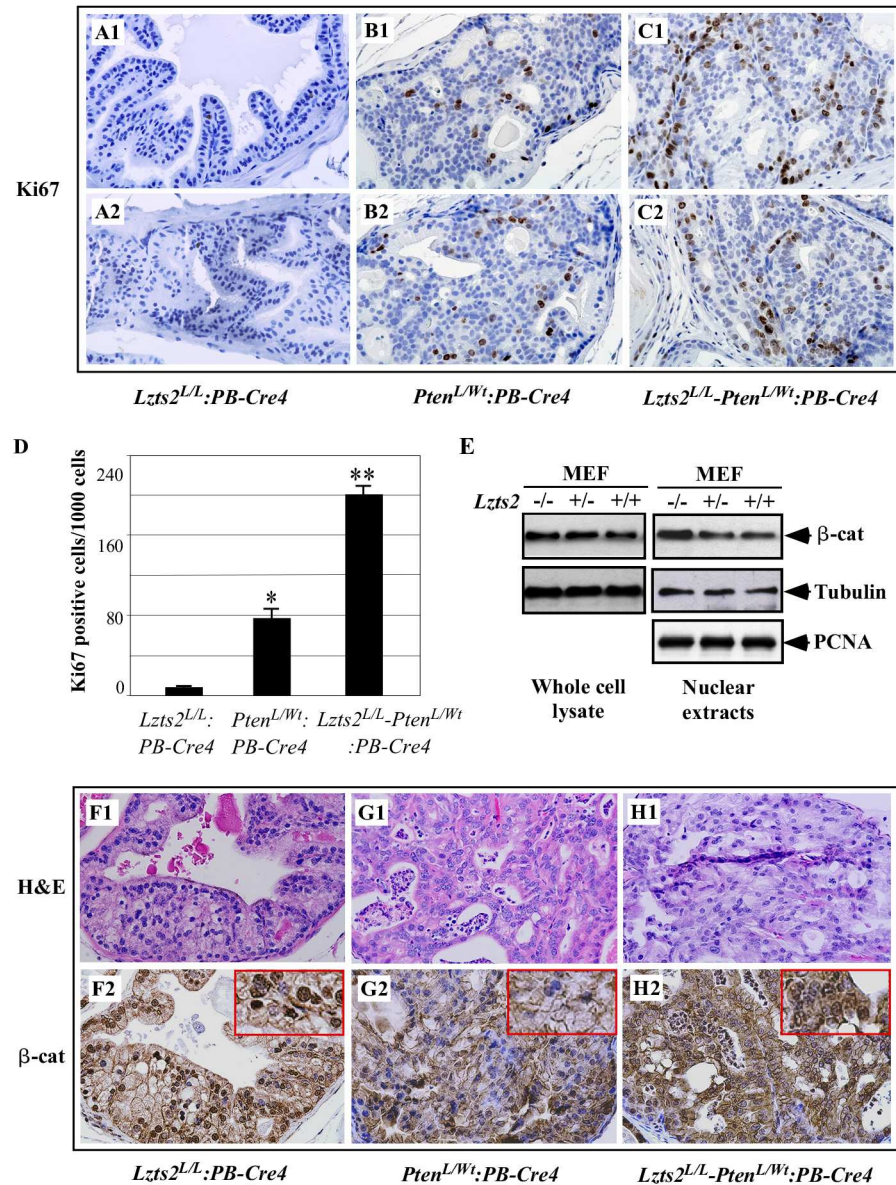 Ki67
A1 B1 C1
A2 B2 C2
Lzts2L/L:PB-Cre4 PtenL/Wt:PB-Cre4 Lzts2L/L-PtenL/Wt:PB-Cre4
D
Ki67 positive cells/1000 cells
240
160
80
0
*
**
Lzts2L/L: PtenL/Wt: Lzts2L/L-PtenL/Wt
PB-Cre4 PB-Cre4 :PB-Cre4
E
MEF MEF
Lzts2 -/- +/- +/+ -/- +/- +/+
β-cat
Tubulin
PCNA
Whole cell Nuclear
lysate extracts
H&E
F1 G1 H1
β-cat
F2 G2 H2
Lzts2L/L:PB-Cre4 PtenL/Wt:PB-Cre4 Lzts2L/L-PtenL/Wt:PB-Cre4